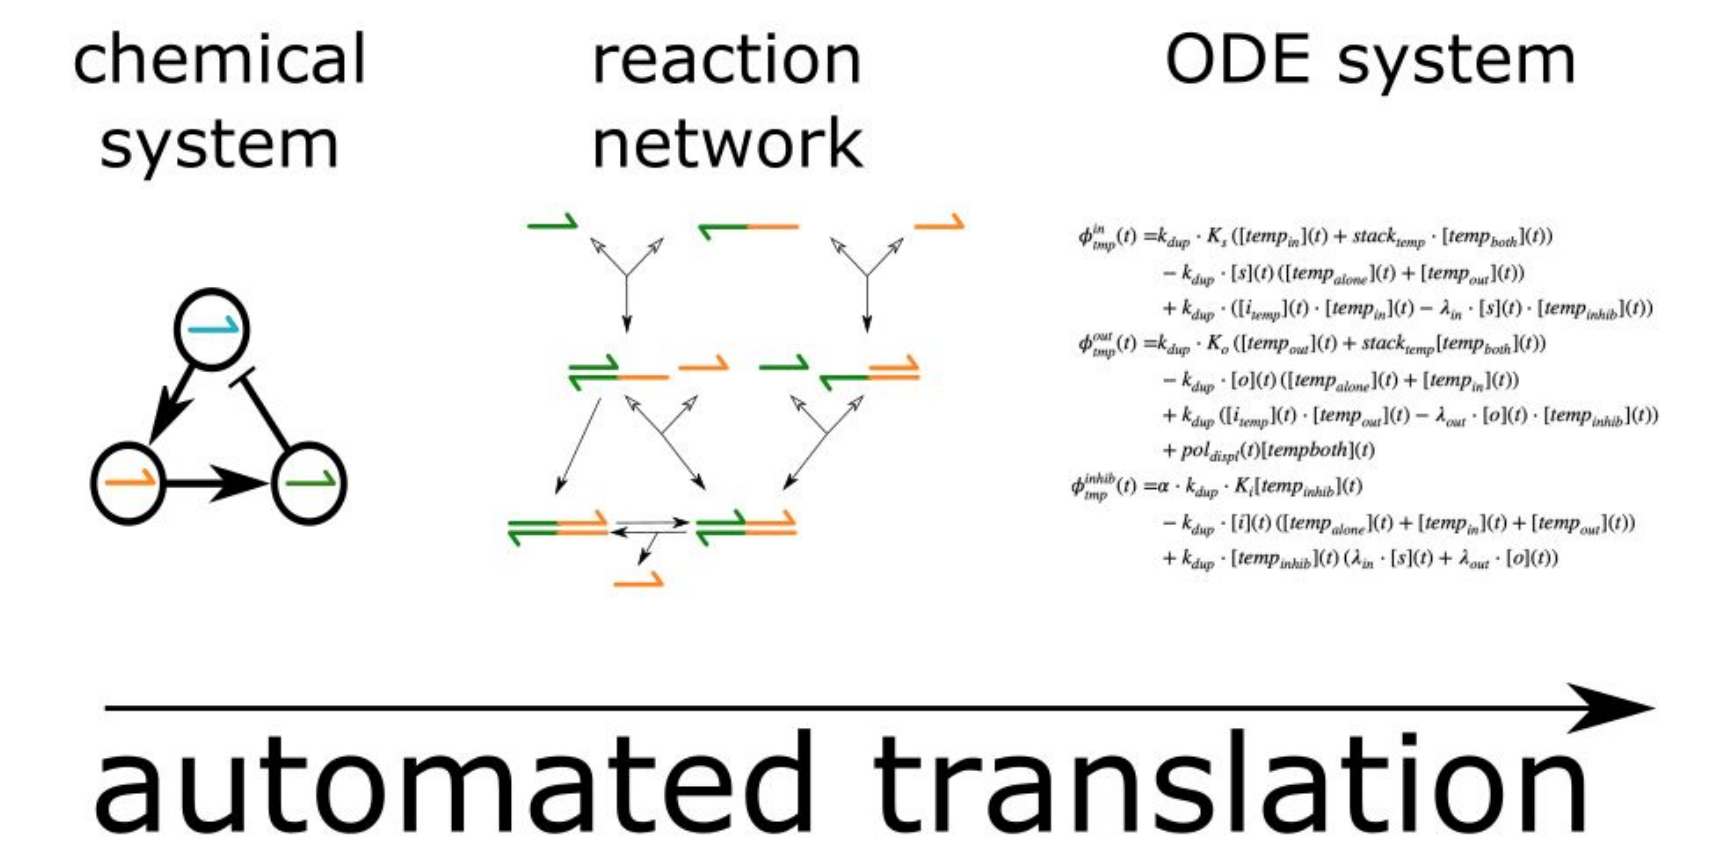 chemical
system
reaction
network
ODE system
ϕ^{in}_{tmp}(t) =k_{dup} · K_s ([temp_{in}](t) + stack_{temp} · [temp_{both}](t))
− k_{dup} · [s](t) ([temp_{alone}](t) + [temp_{out}](t))
+ k_{dup} · ([i_{temp}](t) · [temp_{in}](t) − λ_{in} · [s](t) · [temp_{inhib}](t))
ϕ^{out}_{tmp}(t) =k_{dup} · K_o ([temp_{out}](t) + stack_{temp}[temp_{both}](t))
− k_{dup} · [o](t) ([temp_{alone}](t) + [temp_{in}](t))
+ k_{dup} ([i_{temp}](t) · [temp_{out}](t) − λ_{out} · [o](t) · [temp_{inhib}](t))
+ pol_{displ}(t)[tempboth](t)
ϕ^{inhib}_{tmp}(t) =α · k_{dup} · K_i[temp_{inhib}](t)
− k_{dup} · [i](t) ([temp_{alone}](t) + [temp_{in}](t) + [temp_{out}](t))
+ k_{dup} · [temp_{inhib}](t) (λ_{in} · [s](t) + λ_{out} · [o](t))
automated translation